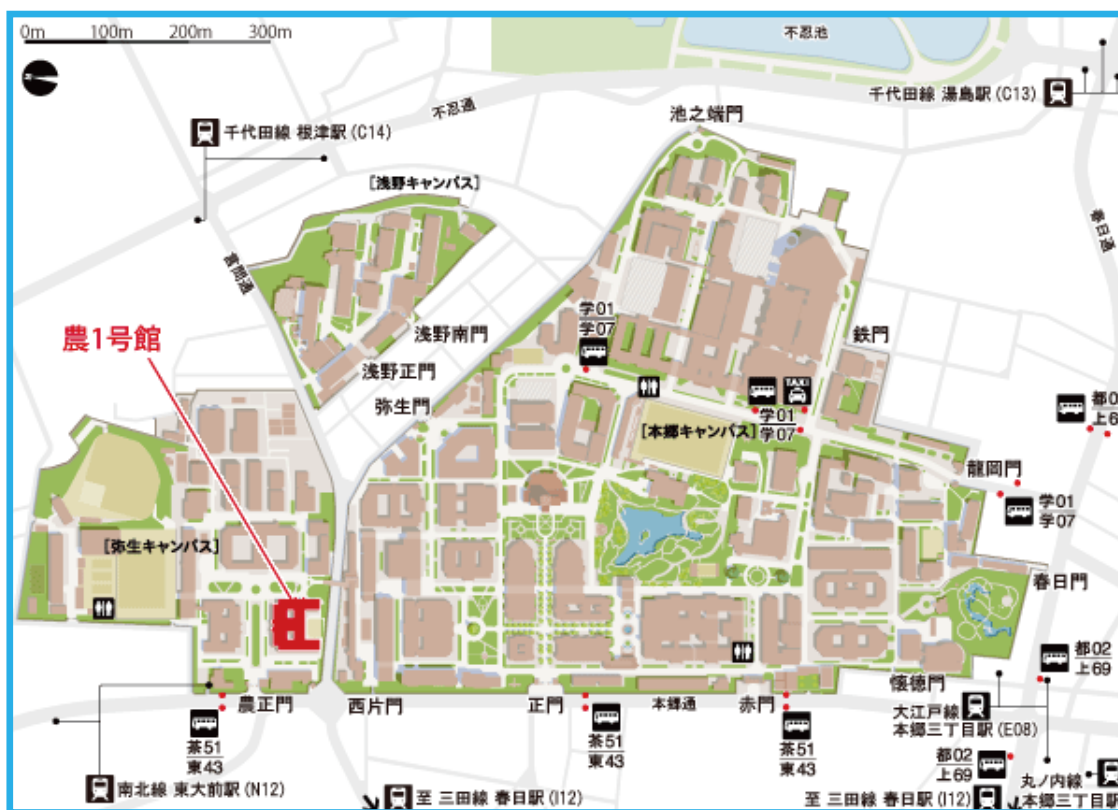 0m 100m 200m 300m
不忍池
千代田線 湯島駅(C13)
不忍通
池之端門
千代田線 根津駅(C14)
[浅野キャンパス]
春日通
言問通
学01
学07
農1号館
浅野南門
鉄門
浅野正門
弥生門
TAXI
学01
学07
[本郷キャンパス]
都0
上6
龍岡門
学01
学07
[弥生キャンパス]
春日門
都02
上69
懐徳門
農正門
西片門
正門
本郷通
赤門
大江戸線
本郷三丁目駅(E08)
茶51
東43
茶51
東43
茶51
東43
都02
上69
丸ノ内線
本郷三丁目駅
南北線 東大前駅(N12)
至 三田線 春日駅(I12)
至 三田線 春日駅(I12)